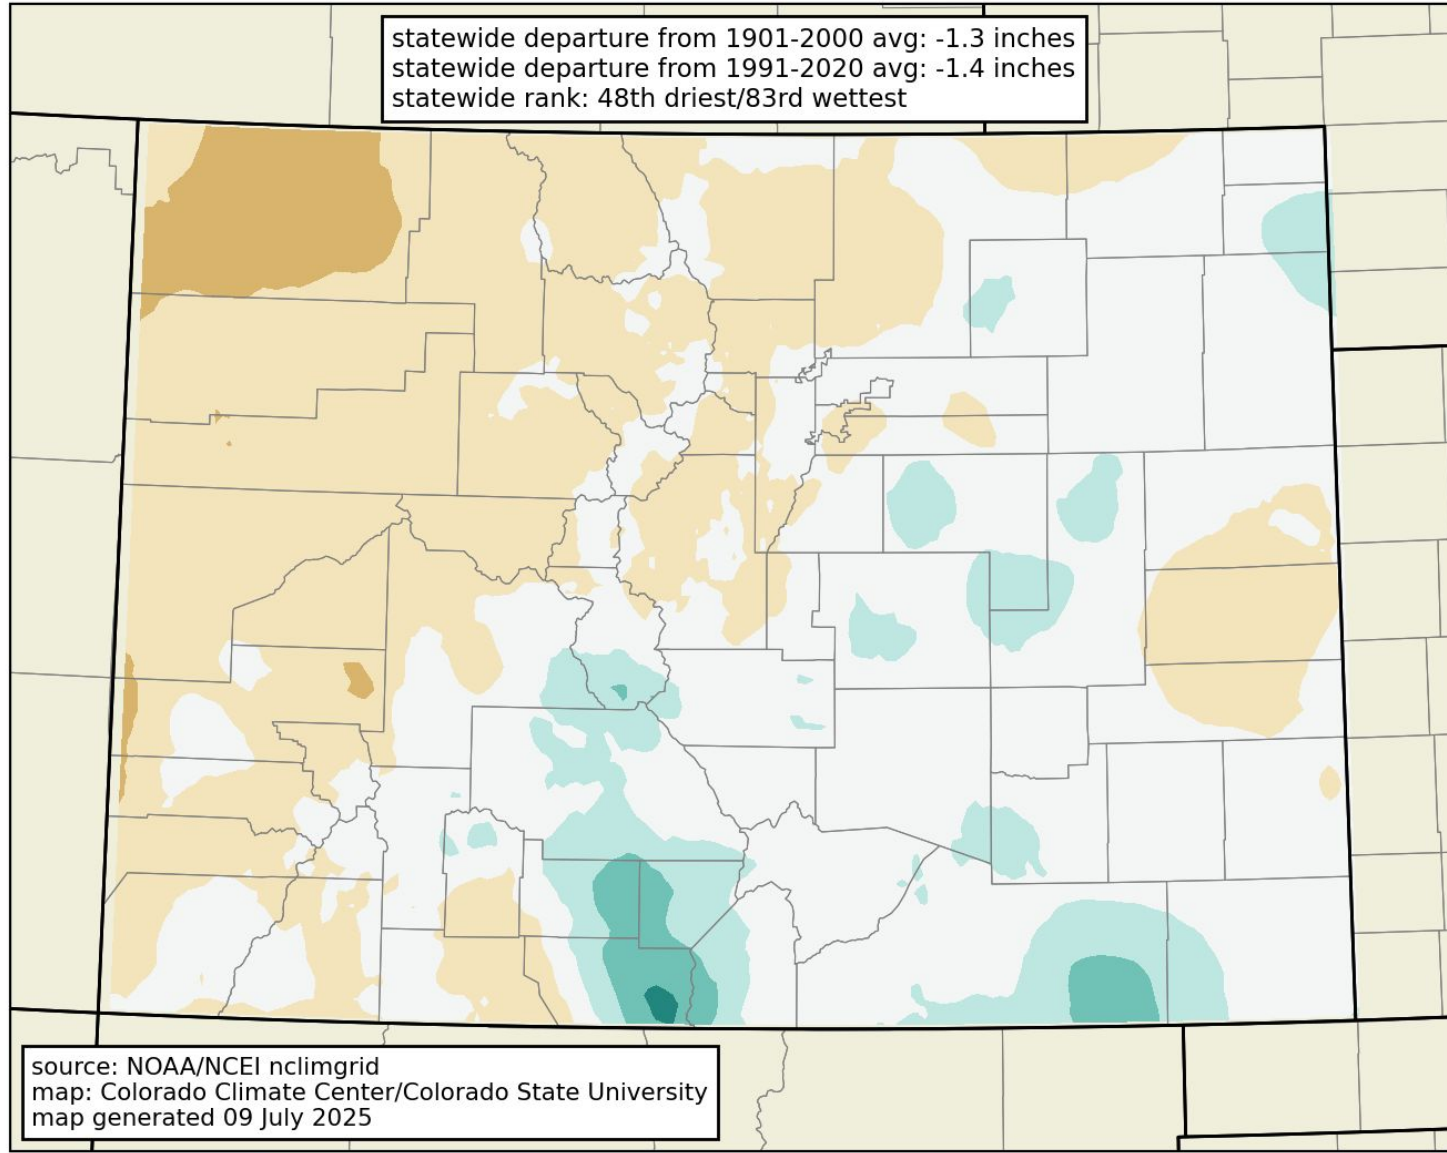 statewide departure from 1901-2000 avg: -1.3 inches
statewide departure from 1991-2020 avg: -1.4 inches
statewide rank: 48th driest/83rd wettest
source: NOAA/NCEI nclimgrid
map: Colorado Climate Center/Colorado State University
map generated 09 July 2025